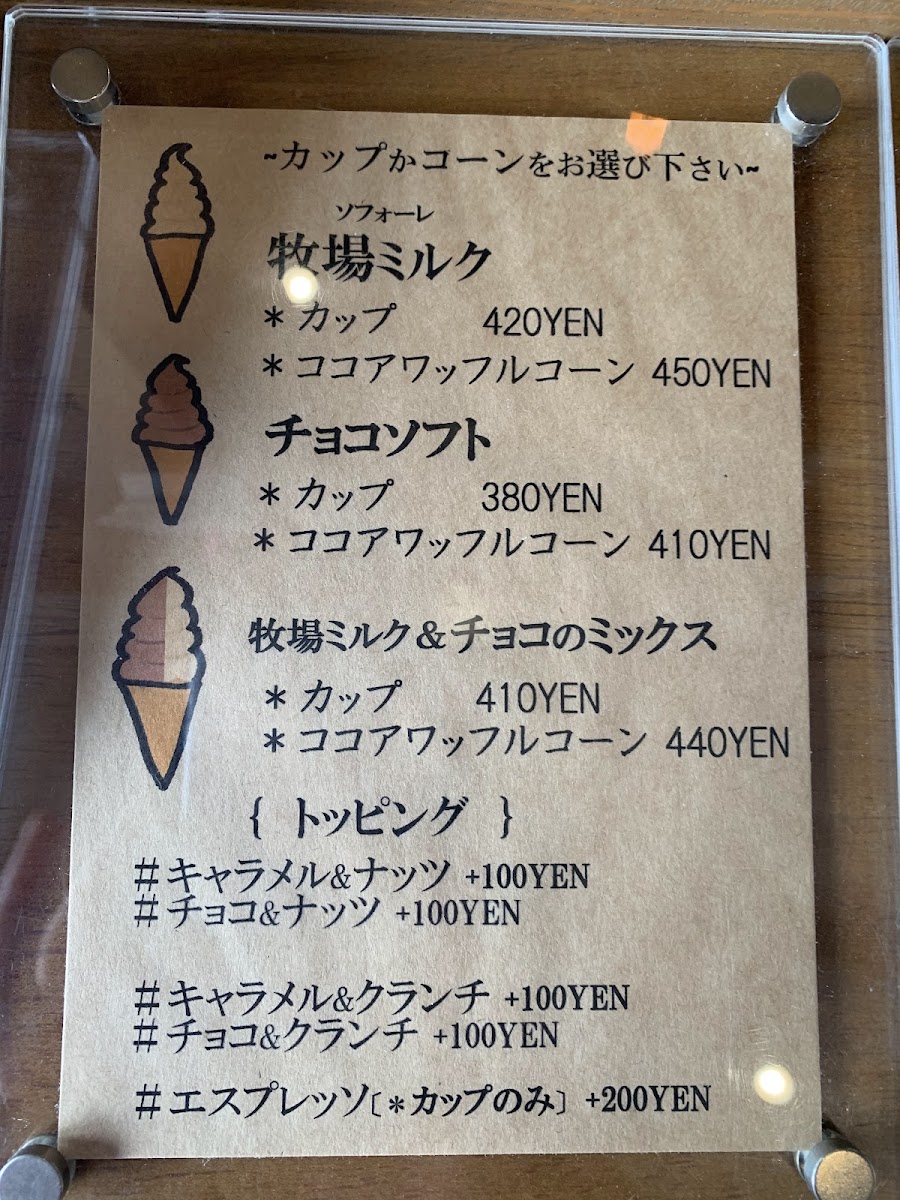 ~カップかコーンをお選び下さい~
ソフォーレ
牧場ミルク
＊カップ 420YEN
＊ココアワッフルコーン 450YEN
チョコソフト
＊カップ 380YEN
＊ココアワッフルコーン 410YEN
牧場ミルク＆チョコのミックス
＊カップ 410YEN
＊ココアワッフルコーン 440YEN
{ トッピング }
＃キャラメル&ナッツ +100YEN
＃チョコ&ナッツ +100YEN
＃キャラメル&クランチ +100YEN
＃チョコ&クランチ +100YEN
＃エスプレッソ〔＊カップのみ〕 +200YEN